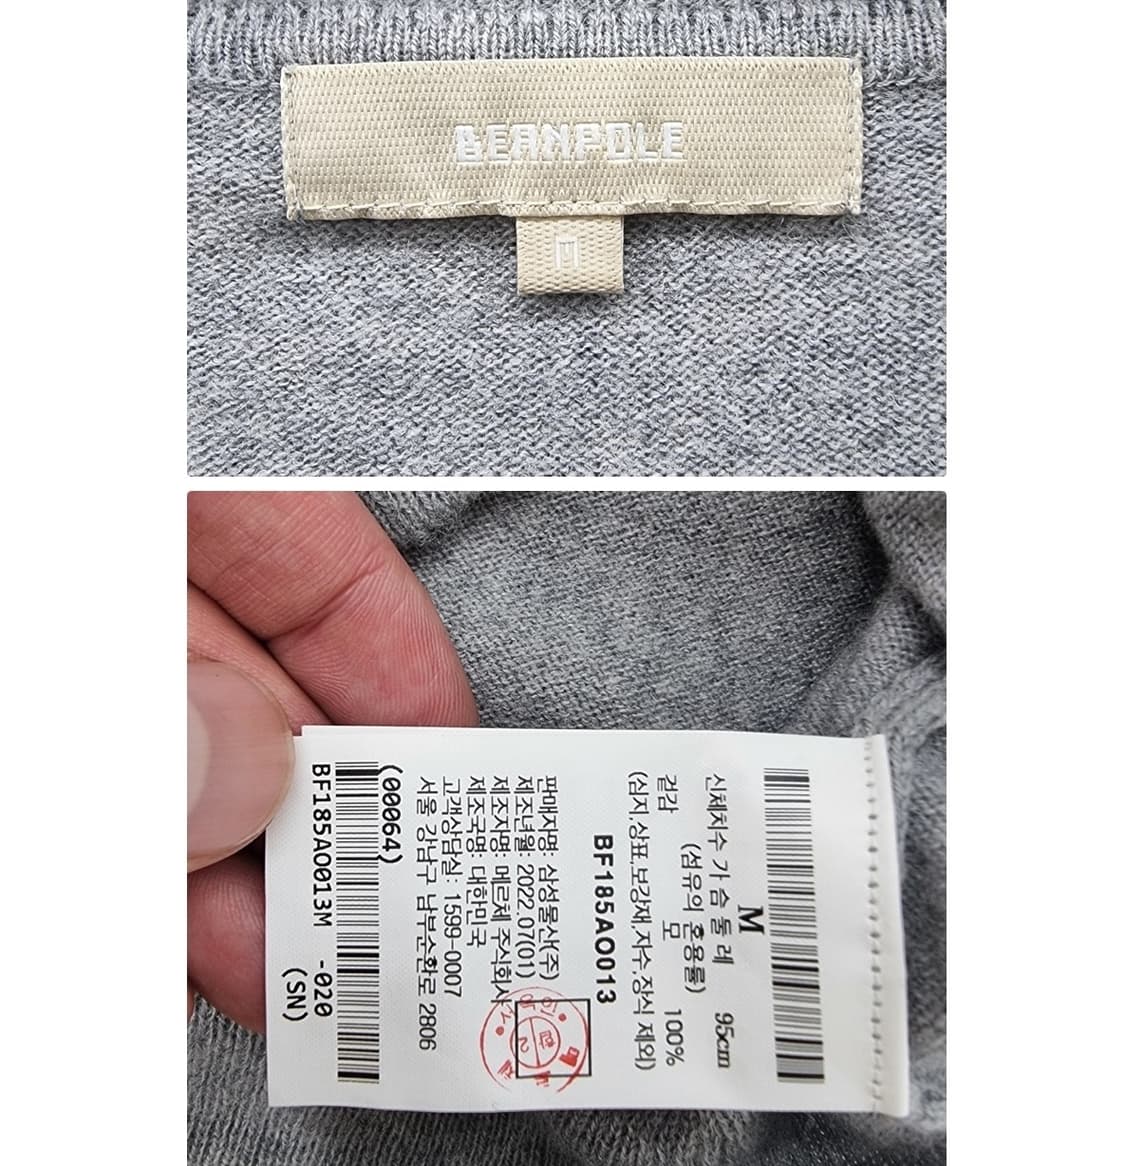 BEANPOLE
M
M
신체치수 가 슴 둘 레 95cm
(섬유의 혼용률)
겉감 모 100%
(심지,상표,보강재,자수,장식 제외)
BF185AO013
판매자명: 삼성물산(주)
제조년월: 2022.07(01)
제조자명: 메르체 주식회사
제조국명: 대한민국
고객상담실: 1599-0007
서울 강남구 남부순환로 2806
(00064)
BF185AO013M -020
(SN)